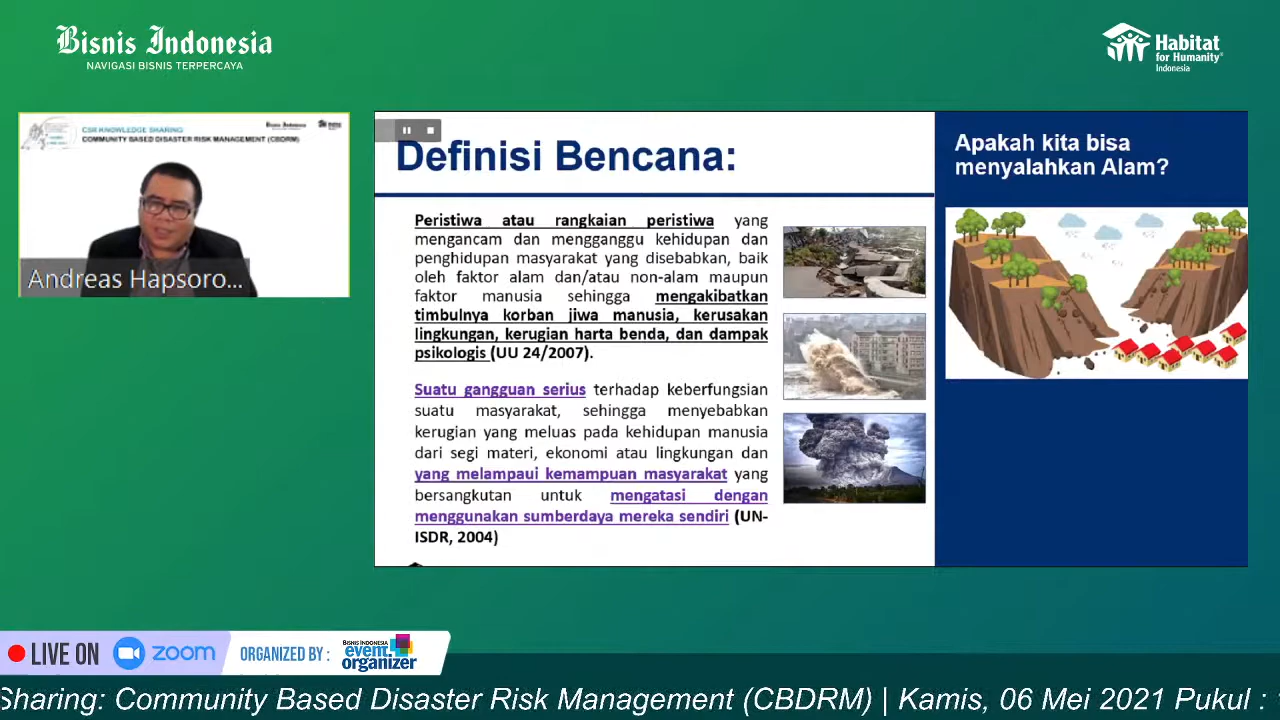 Bisnis Indonesia
NAVIGASI BISNIS TERPERCAYA
Habitat
for Humanity®
Indonesia
CSR KNOWLEDGE SHARING
COMMUNITY BASED DISASTER RISK MANAGEMENT (CBDRM)
Andreas Hapsoro...
Definisi Bencana:
Peristiwa atau rangkaian peristiwa yang
mengancam dan mengganggu kehidupan dan
penghidupan masyarakat yang disebabkan, baik
oleh faktor alam dan/atau non-alam maupun
faktor manusia sehingga mengakibatkan
timbulnya korban jiwa manusia, kerusakan
lingkungan, kerugian harta benda, dan dampak
psikologis (UU 24/2007).
Suatu gangguan serius terhadap keberfungsian
suatu masyarakat, sehingga menyebabkan
kerugian yang meluas pada kehidupan manusia
dari segi materi, ekonomi atau lingkungan dan
yang melampaui kemampuan masyarakat yang
bersangkutan untuk mengatasi dengan
menggunakan sumberdaya mereka sendiri (UN-
ISDR, 2004)
Apakah kita bisa
menyalahkan Alam?
LIVE ON zoom
ORGANIZED BY :
BISNIS INDONESIA
event
organizer
Sharing: Community Based Disaster Risk Management (CBDRM) | Kamis, 06 Mei 2021 Pukul :